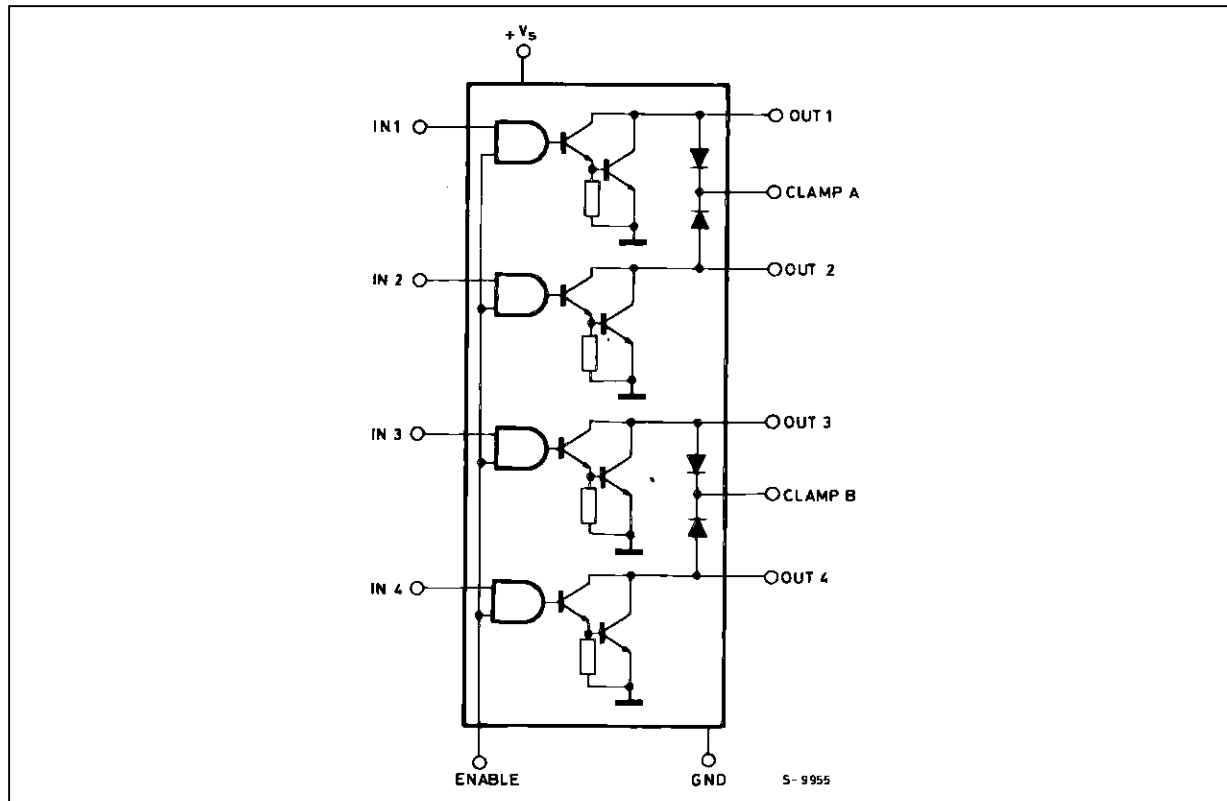 + Vs
IN1
OUT 1
CLAMP A
IN 2
OUT 2
IN 3
OUT 3
CLAMP B
IN 4
OUT 4
ENABLE
GND
S-9955